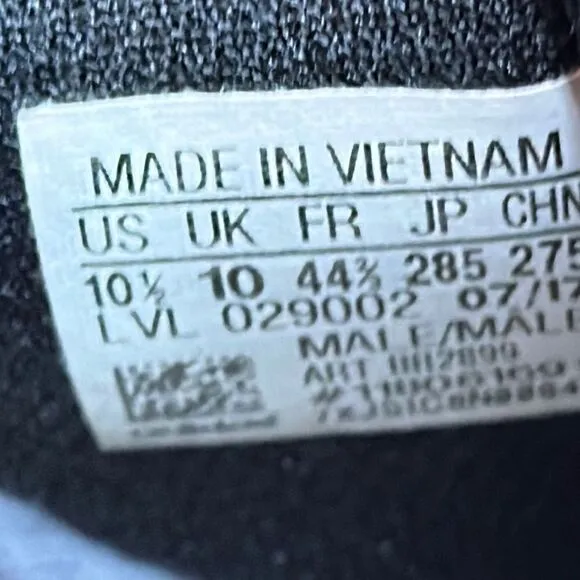 MADE IN VIETNAM
US UK FR JP CHN
10½ 10 44⅔ 285 275
LVL 029002 07/17
MALE/MALE
ART